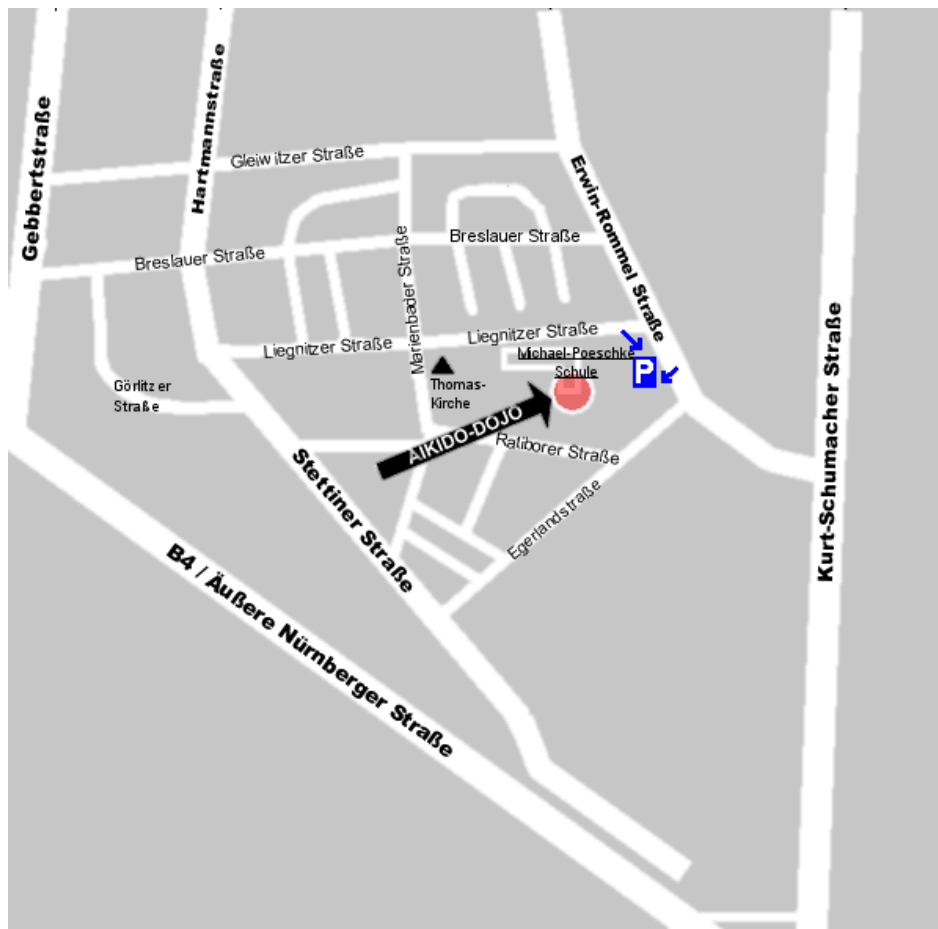 Gebbertstraße
Hartmannstraße
Gleiwitzer Straße
Erwin-Rommel Straße
Breslauer Straße
Breslauer Straße
Marienbader Straße
Kurt-Schumacher Straße
Liegnitzer Straße
Liegnitzer Straße
Michael-Poeschke
Schule
P
Görlitzer
Straße
Thomas-
Kirche
AIKIDO-DOJO
Ratiborer Straße
Stettiner Straße
Egerlandstraße
B4 / Äußere Nürnberger Straße